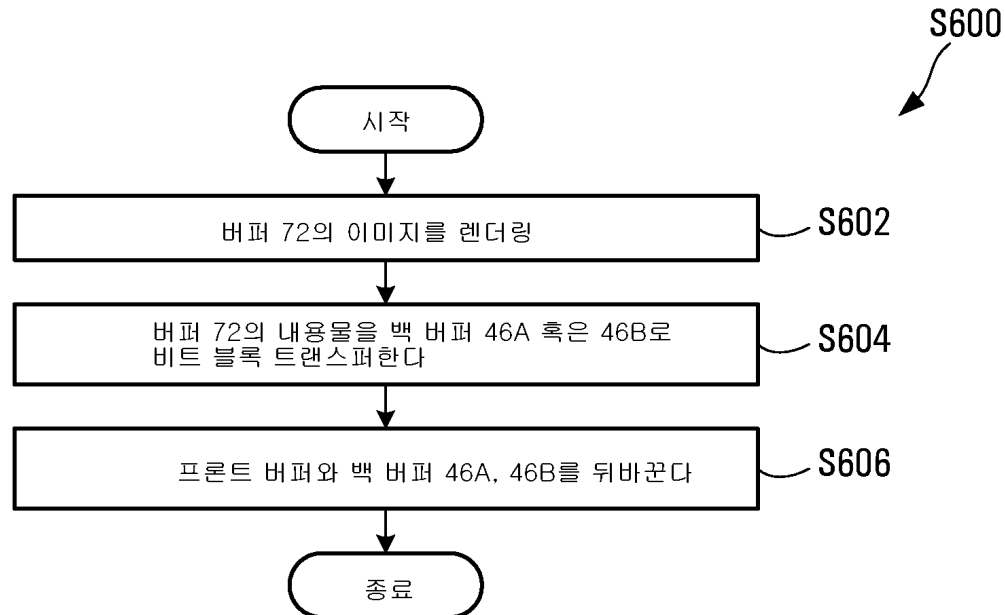 S600
시작
버퍼 72의 이미지를 렌더링
S602
버퍼 72의 내용물을 백 버퍼 46A 혹은 46B로
비트 블록 트랜스퍼한다
S604
프론트 버퍼와 백 버퍼 46A, 46B를 뒤바꾼다
S606
종료